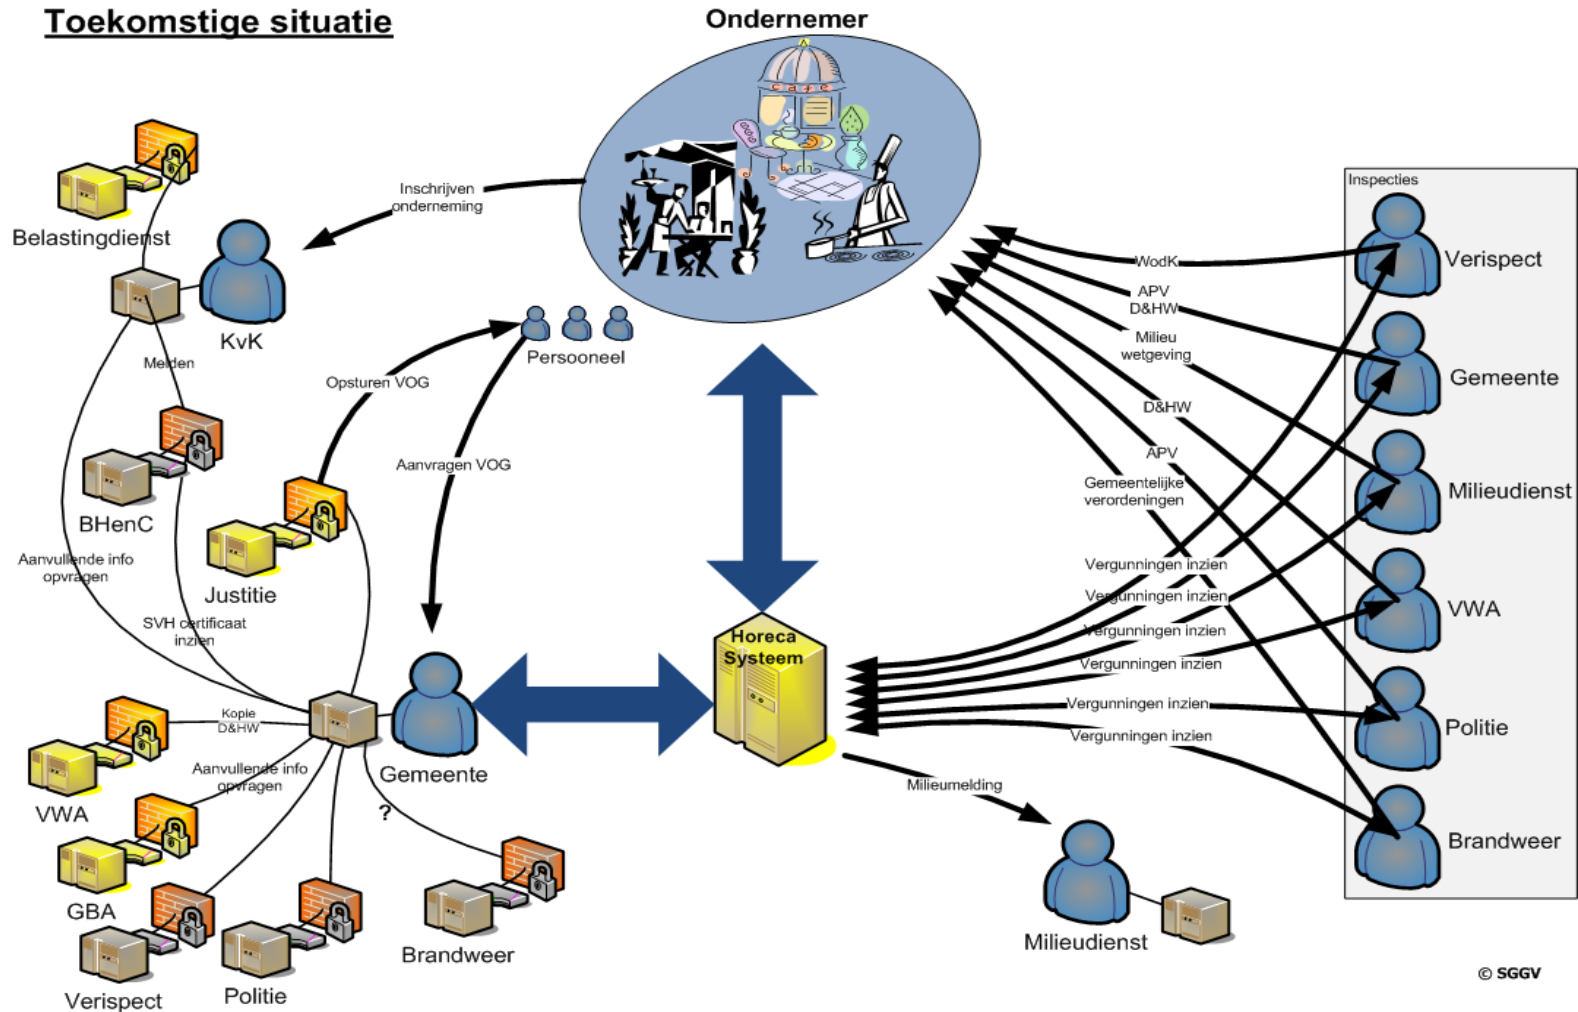 Toekomstige situatie
Ondernemer
Inschrijven
onderneming
Belastingdienst
KvK
Melden
Persooneel
Opsturen VOG
Aanvragen VOG
BHenC
Aanvullende info
opvragen
Justitie
SVH certificaat
inzien
Kopie
D&HW
VWA
Aanvullende info
opvragen
GBA
Verispect
Politie
?
Brandweer
Gemeente
Horeca
Systeem
Milieumelding
Milieudienst
WodK
APV
D&HW
Milieu
wetgeving
D&HW
APV
Gemeentelijke
verordeningen
Vergunningen inzien
Vergunningen inzien
Vergunningen inzien
Vergunningen inzien
Vergunningen inzien
Vergunningen inzien
Inspecties
Verispect
Gemeente
Milieudienst
VWA
Politie
Brandweer
© SGGV